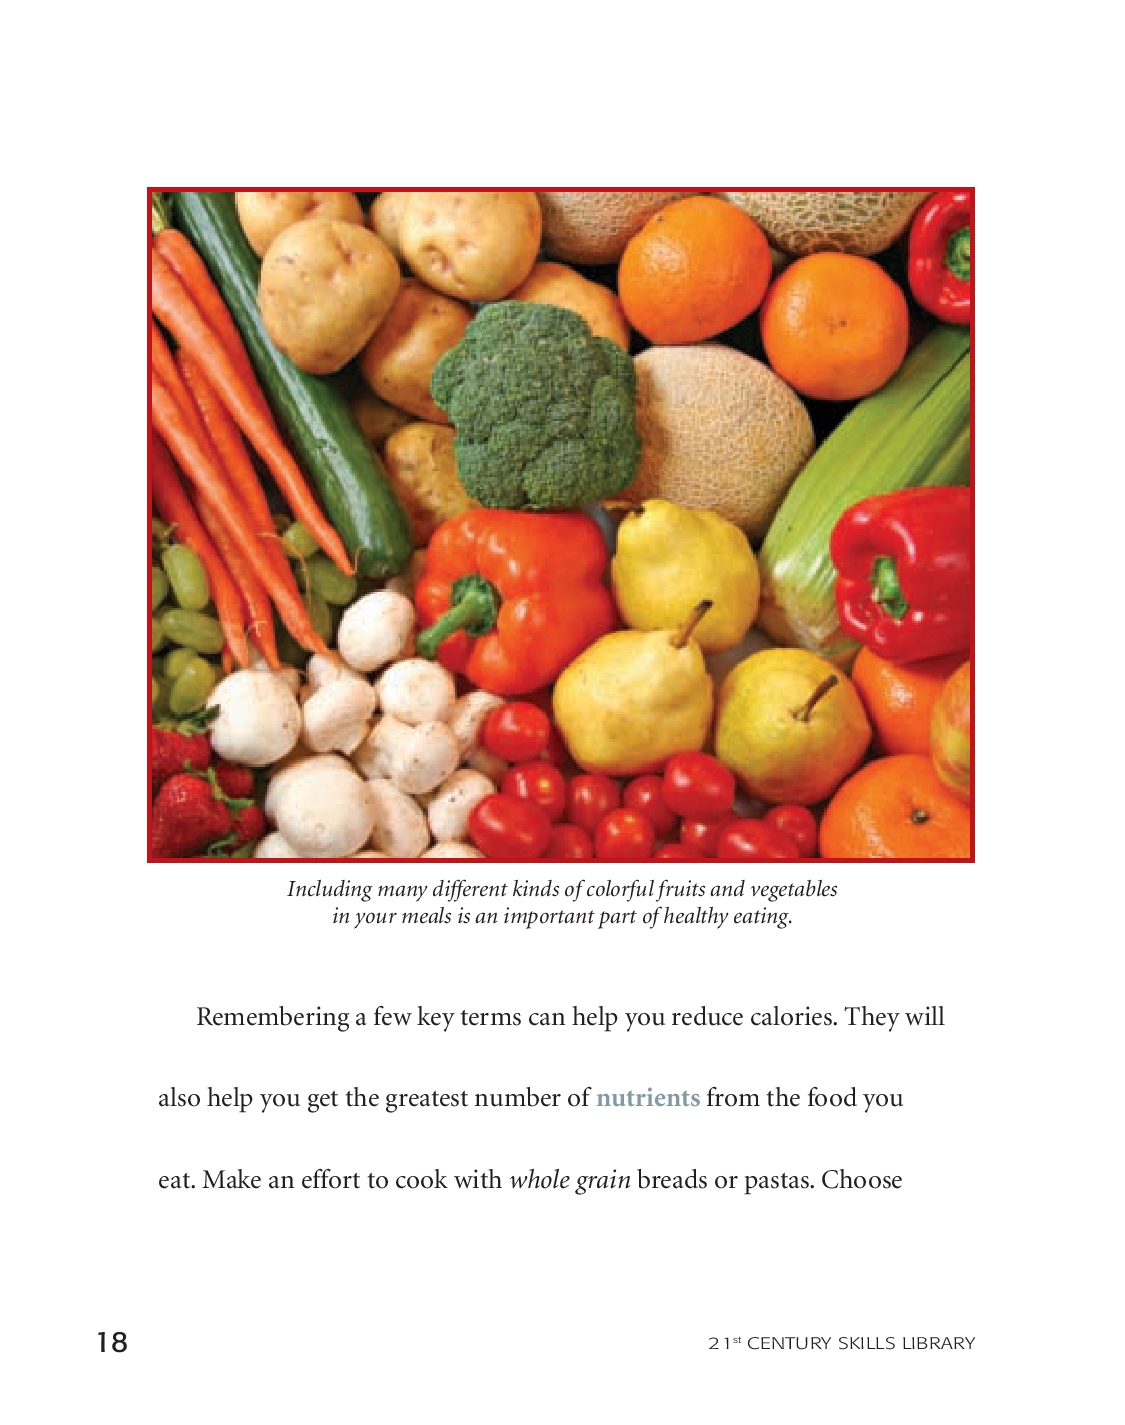 Including many different kinds of colorful fruits and vegetables
in your meals is an important part of healthy eating.
Remembering a few key terms can help you reduce calories. They will
also help you get the greatest number of nutrients from the food you
eat. Make an effort to cook with whole grain breads or pastas. Choose
18
21st CENTURY SKILLS LIBRARY